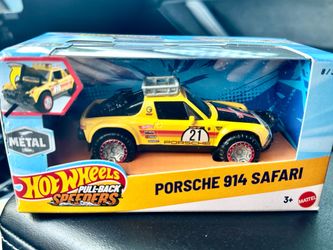 METAL
21
PORSCHE
HOT WHEELS
PULL-BACK
SPEEDERS
PORSCHE 914 SAFARI
3+
MATTEL